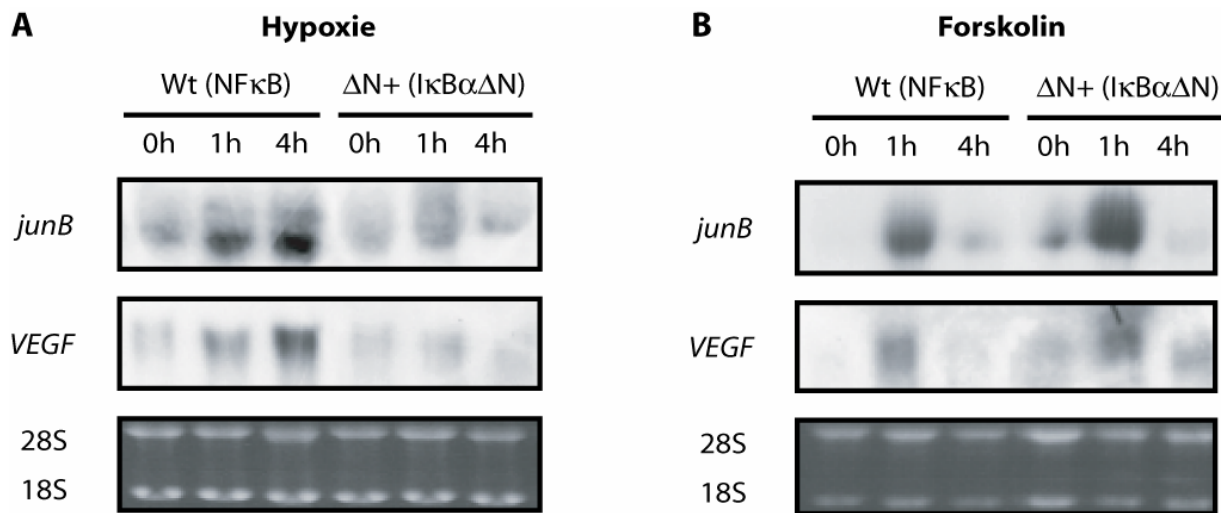 A
Hypoxie
Wt (NFκB)
ΔN+ (IκBαΔN)
0h 1h 4h 0h 1h 4h
junB
VEGF
28S
18S
B
Forskolin
Wt (NFκB)
ΔN+ (IκBαΔN)
0h 1h 4h 0h 1h 4h
junB
VEGF
28S
18S